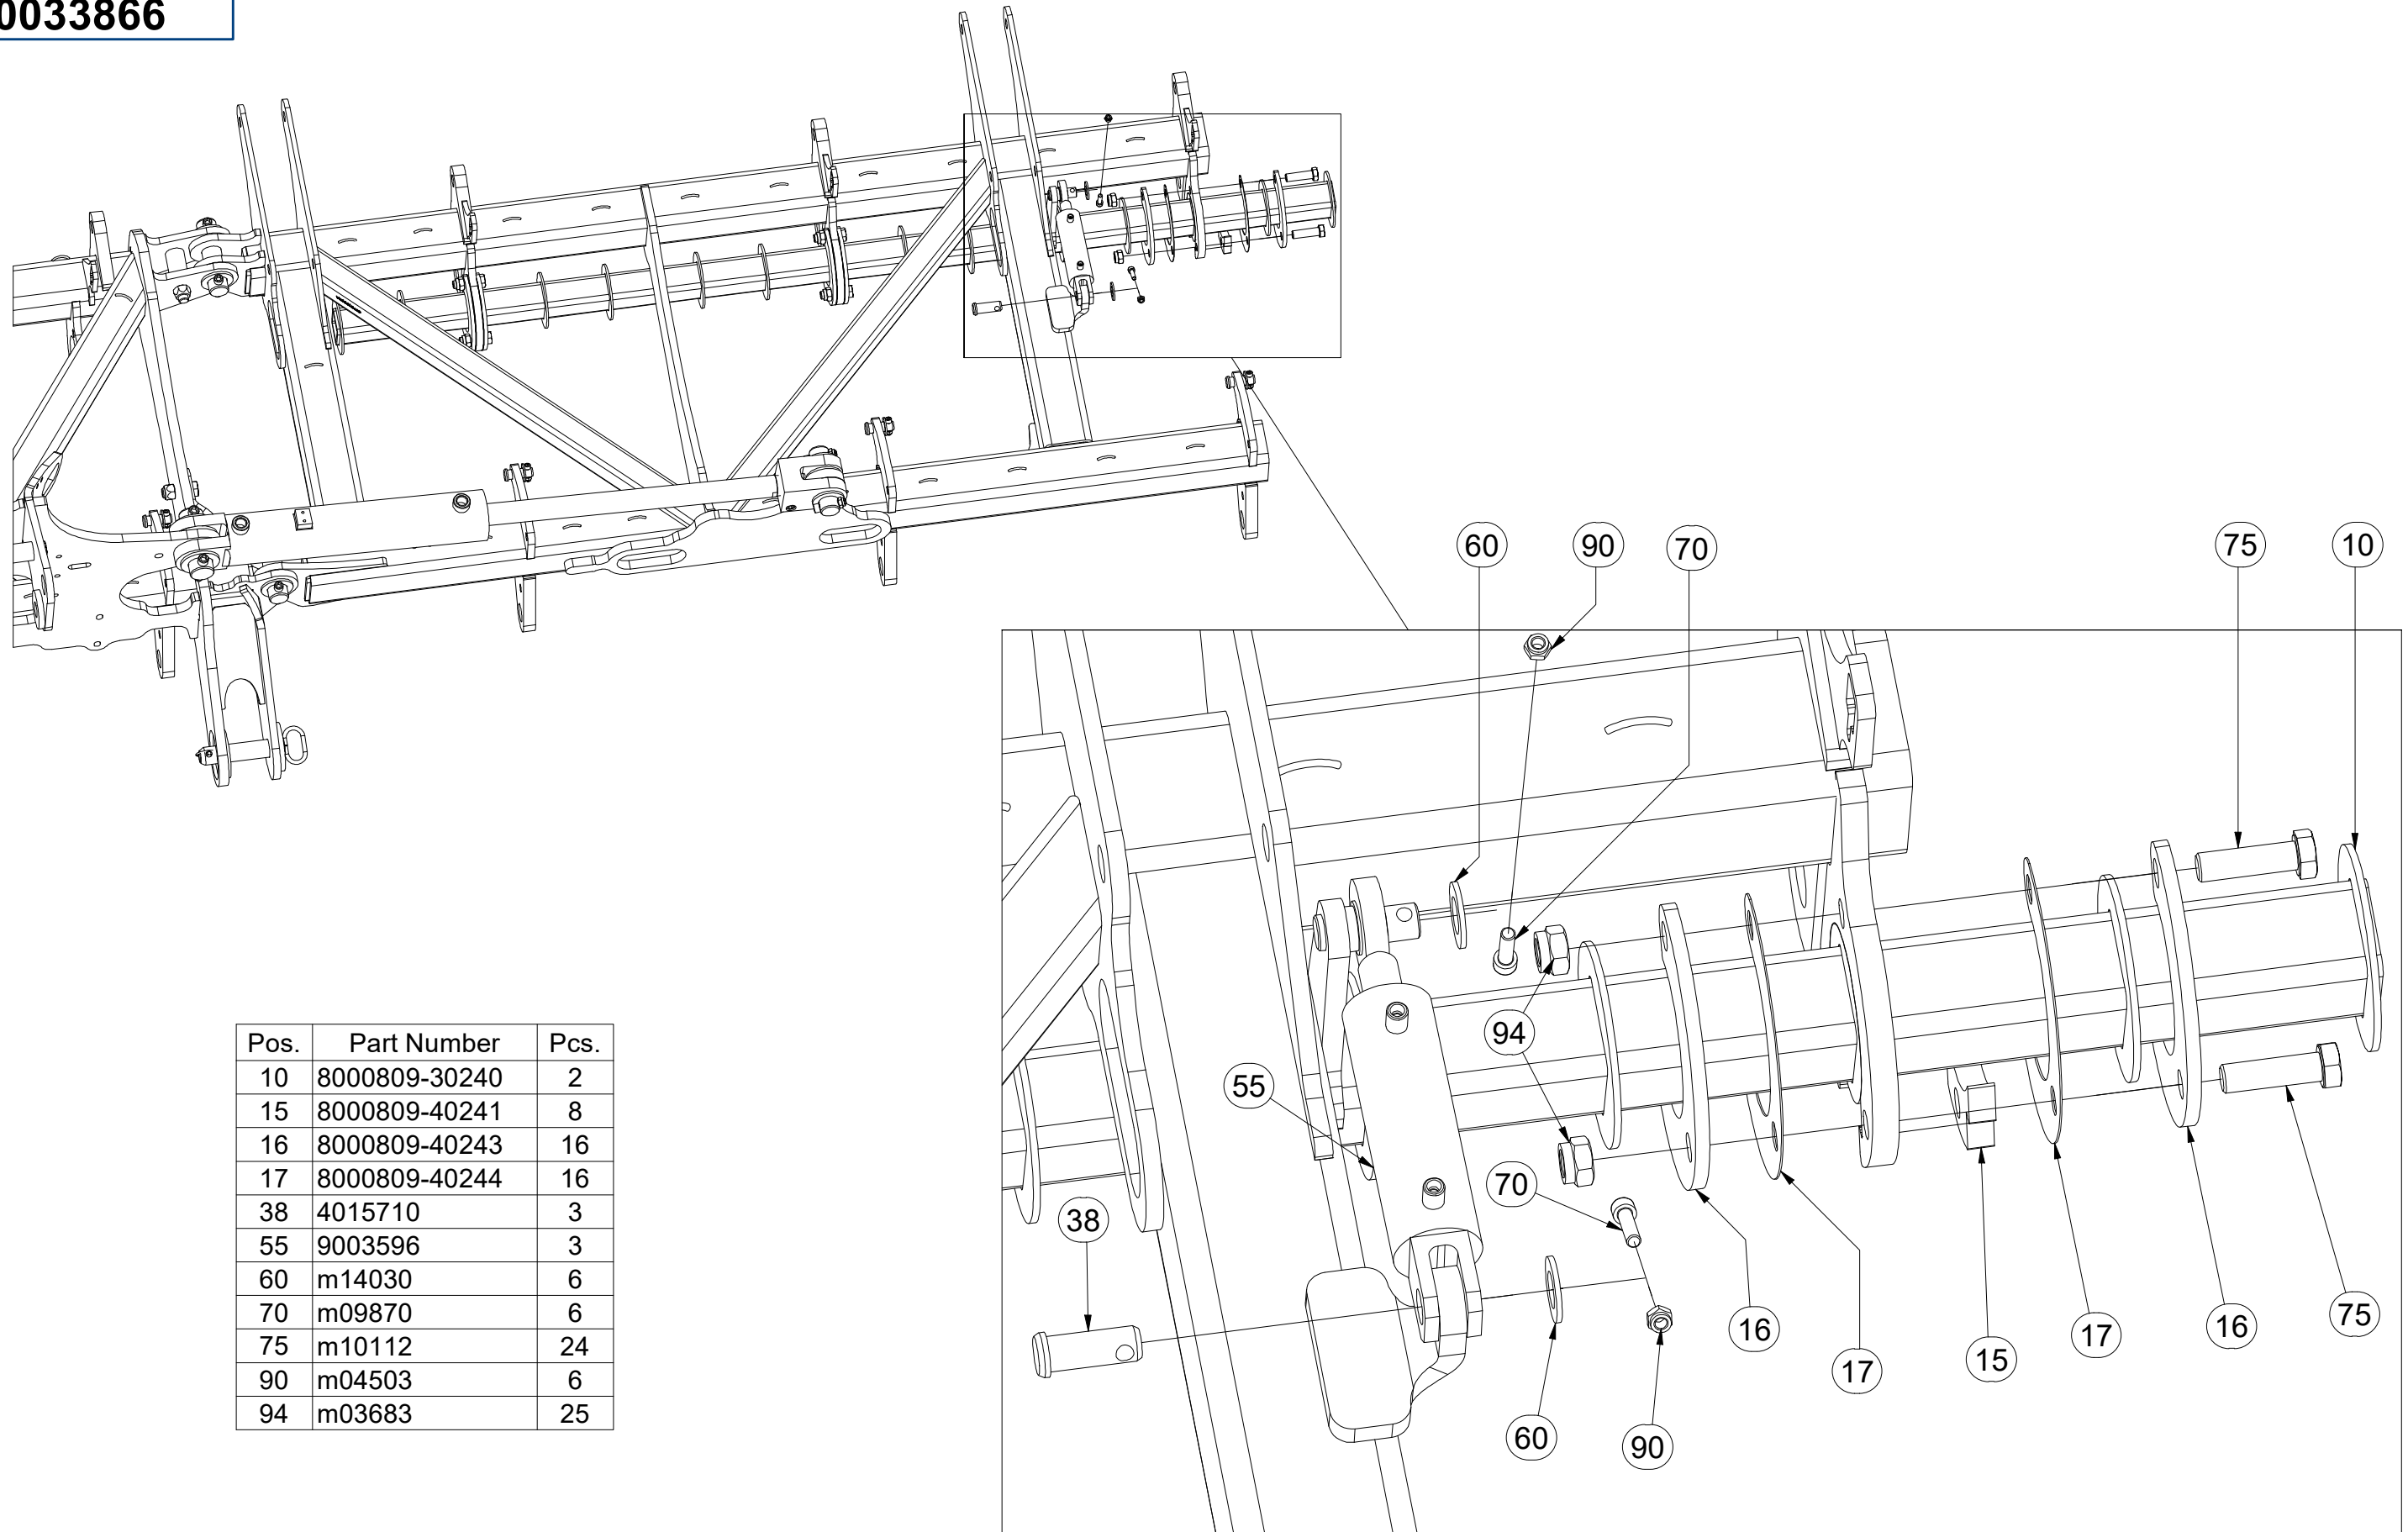 0033866
60 90 70 75 10
94
55
70
38
16 17 15 17 16 75
60 90
Pos. Part Number Pcs.
10 8000809-30240 2
15 8000809-40241 8
16 8000809-40243 16
17 8000809-40244 16
38 4015710 3
55 9003596 3
60 m14030 6
70 m09870 6
75 m10112 24
90 m04503 6
94 m03683 25